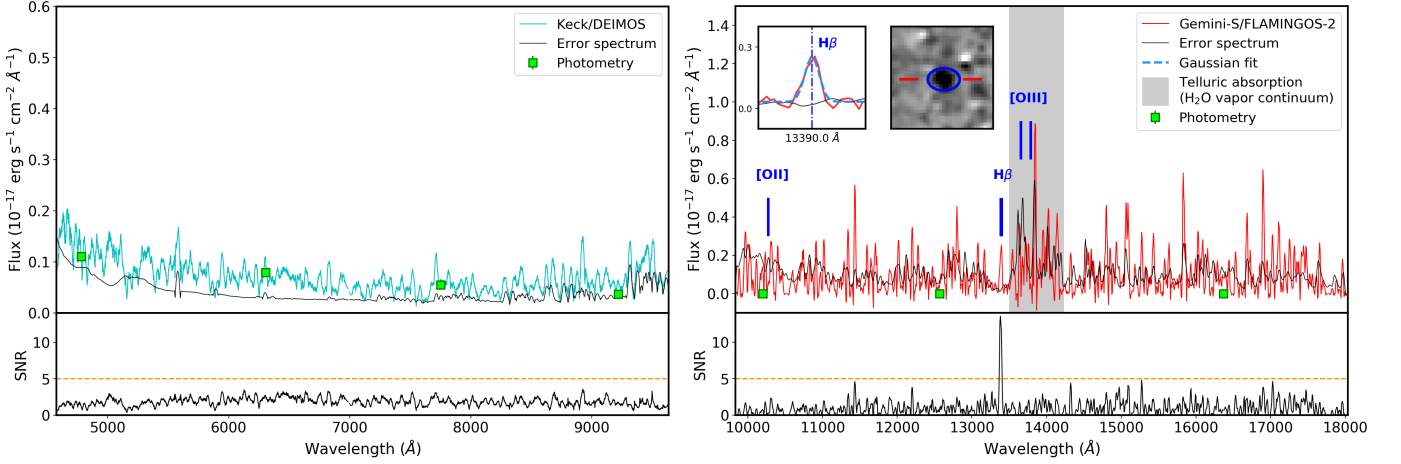 Flux (10⁻¹⁷ erg s⁻¹ cm⁻² Å⁻¹)
0.6
0.5
0.4
0.3
0.2
0.1
0.0
Keck/DEIMOS
Error spectrum
Photometry
SNR
10
5
0
5000 6000 7000 8000 9000
Wavelength (Å)
Flux (10⁻¹⁷ erg s⁻¹ cm⁻² Å⁻¹)
1.4
1.2
1.0
0.8
0.6
0.4
0.2
0.0
0.3
0.0
Hβ
13390.0 Å
Gemini-S/FLAMINGOS-2
Error spectrum
Gaussian fit
Telluric absorption
(H₂O vapor continuum)
Photometry
[OIII]
[OII]
Hβ
SNR
10
5
0
10000 11000 12000 13000 14000 15000 16000 17000 18000
Wavelength (Å)